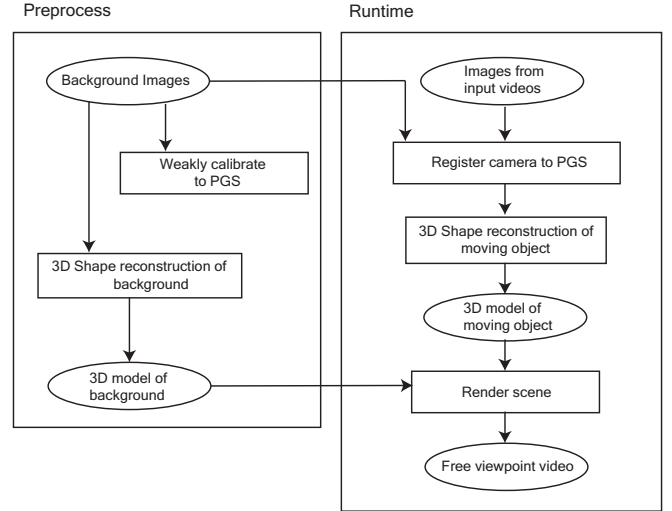 Preprocess
Background Images
Weakly calibrate
to PGS
3D Shape reconstruction of
background
3D model of
background
Runtime
Images from
input videos
Register camera to PGS
3D Shape reconstruction of
moving object
3D model of
moving object
Render scene
Free viewpoint video